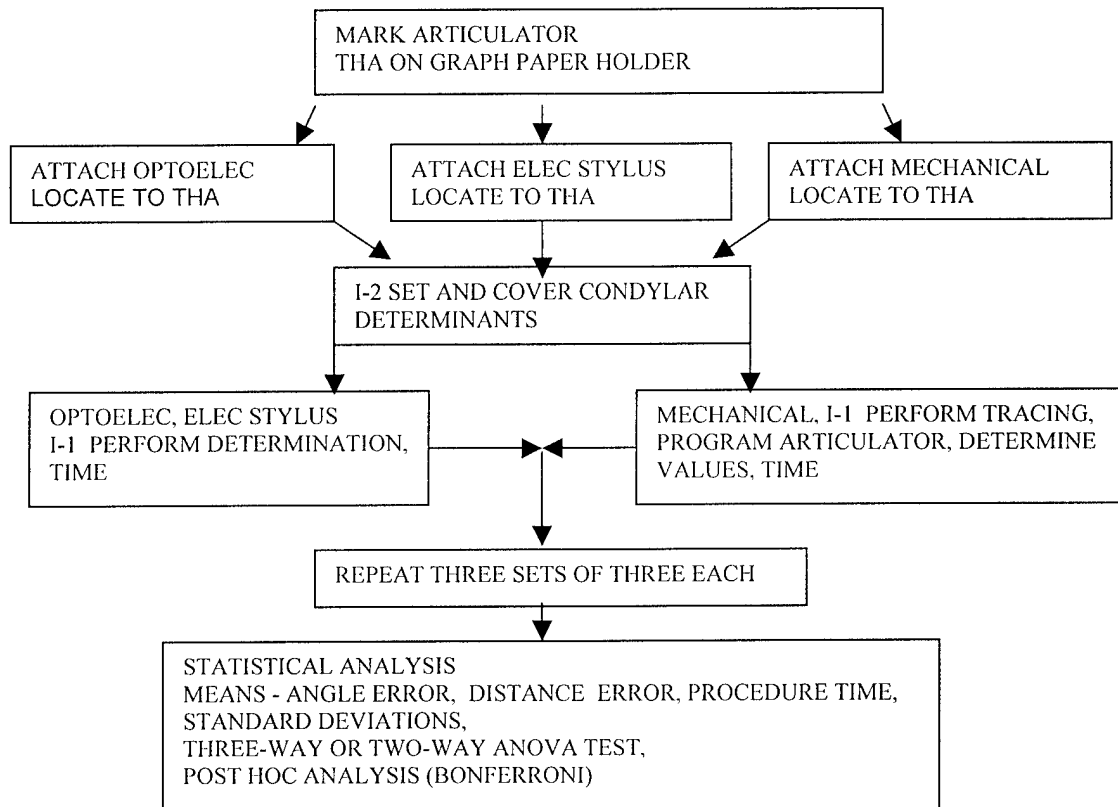 MARK ARTICULATOR
THA ON GRAPH PAPER HOLDER
ATTACH OPTOELEC
LOCATE TO THA
ATTACH ELEC STYLUS
LOCATE TO THA
ATTACH MECHANICAL
LOCATE TO THA
I-2 SET AND COVER CONDYLAR
DETERMINANTS
OPTOELEC, ELEC STYLUS
I-1 PERFORM DETERMINATION,
TIME
MECHANICAL, I-1 PERFORM TRACING,
PROGRAM ARTICULATOR, DETERMINE
VALUES, TIME
REPEAT THREE SETS OF THREE EACH
STATISTICAL ANALYSIS
MEANS - ANGLE ERROR, DISTANCE ERROR, PROCEDURE TIME,
STANDARD DEVIATIONS,
THREE-WAY OR TWO-WAY ANOVA TEST,
POST HOC ANALYSIS (BONFERRONI)